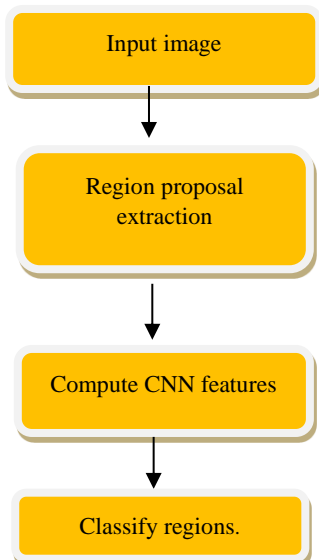 Input image
Region proposal
extraction
Compute CNN features
Classify regions.